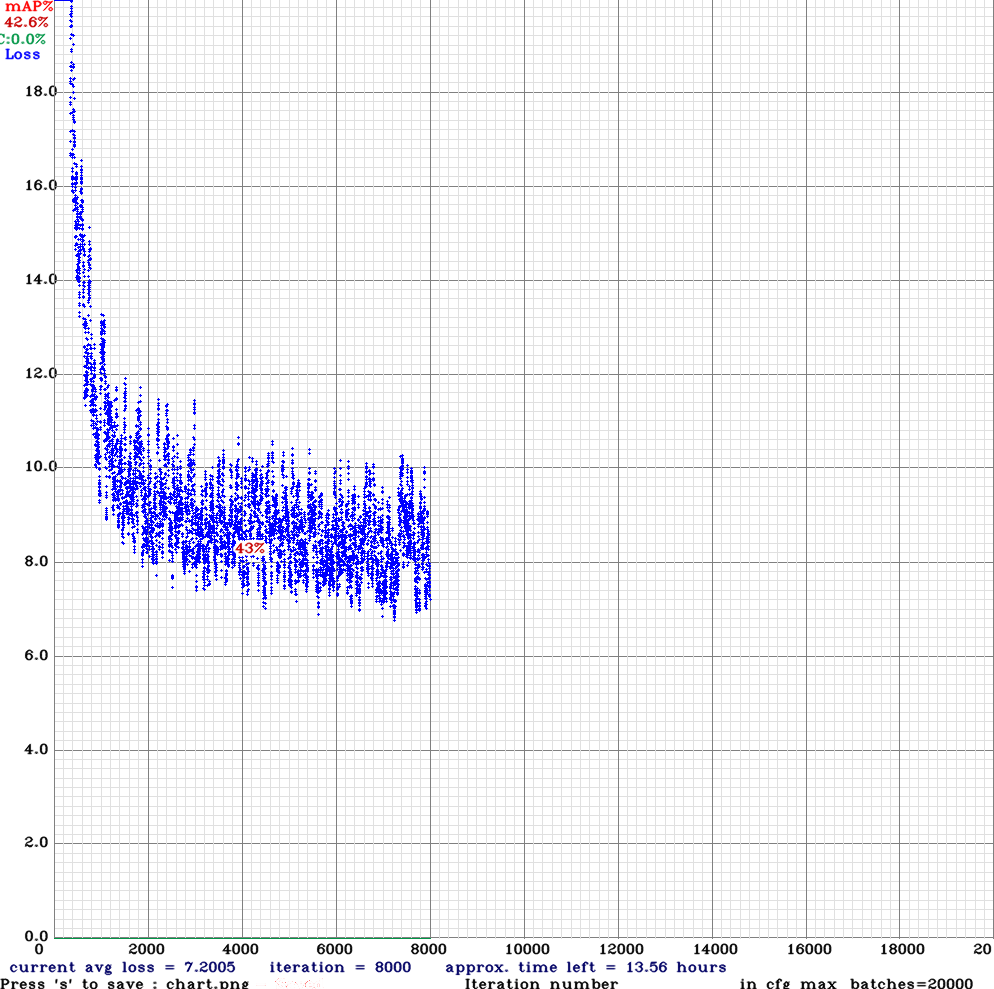 mAP%
42.6%
C:0.0%
Loss
18.0
16.0
14.0
12.0
10.0
43%
8.0
6.0
4.0
2.0
0.0
0 2000 4000 6000 8000 10000 12000 14000 16000 18000 20
current avg loss = 7.2005 iteration = 8000 approx. time left = 13.56 hours
Press 's' to save : chart.png Iteration number in cfg max_batches=20000